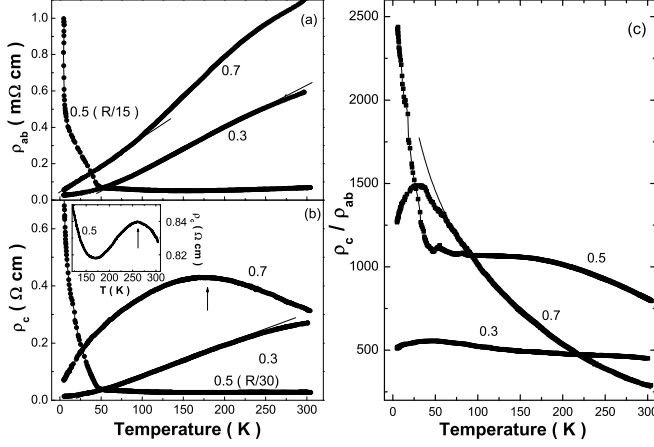 1.0
0.8
0.6
0.4
0.2
0.0
ρab ( mΩ cm )
(a)
0.7
0.5 ( R/15 )
0.3
0.6
0.4
0.2
0.0
ρc ( Ω cm )
(b)
0.5
0.84
0.82
ρc ( Ω cm )
200 300
T ( K )
0.7
0.3
0.5 ( R/30 )
0 50 100 150 200 250 300
Temperature ( K )
2500
2000
1500
1000
500
ρc / ρab
(c)
0.5
0.7
0.3
0 50 100 150 200 250 300
Temperature ( K )